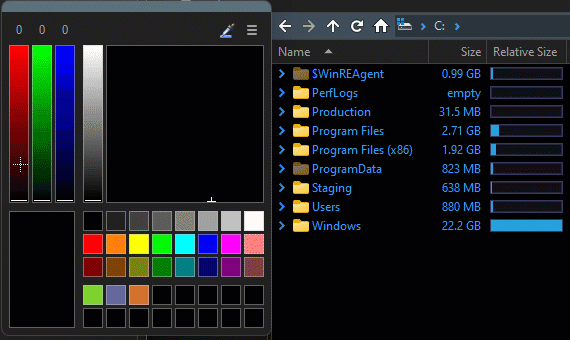 0 0 0
C:
Name Size Relative Size
$WinREAgent 0.99 GB
PerfLogs empty
Production 31.5 MB
Program Files 2.71 GB
Program Files (x86) 1.92 GB
ProgramData 823 MB
Staging 638 MB
Users 880 MB
Windows 22.2 GB